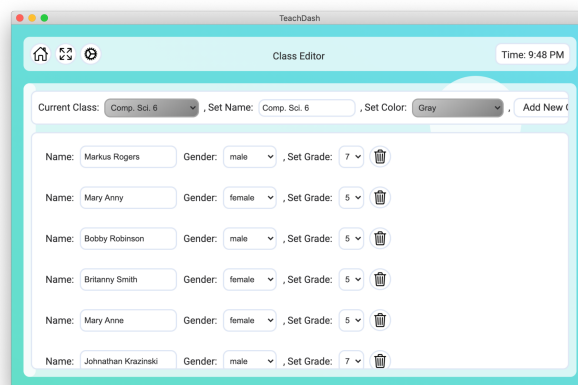 TeachDash
Class Editor
Time: 9:48 PM
Current Class: Comp. Sci. 6 , Set Name: Comp. Sci. 6 , Set Color: Gray , Add New
Name: Markus Rogers Gender: male , Set Grade: 7
Name: Mary Anny Gender: female , Set Grade: 5
Name: Bobby Robinson Gender: male , Set Grade: 5
Name: Britanny Smith Gender: female , Set Grade: 5
Name: Mary Anne Gender: female , Set Grade: 5
Name: Johnathan Krazinski Gender: male , Set Grade: 7